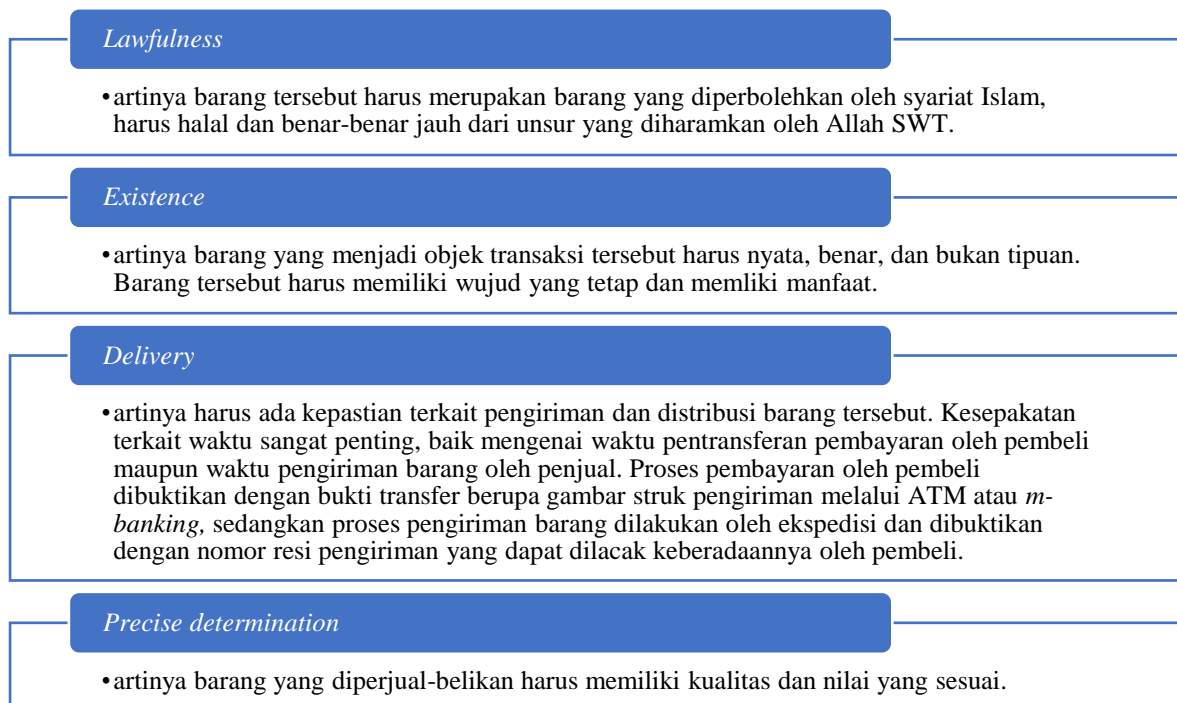 Lawfulness
•artinya barang tersebut harus merupakan barang yang diperbolehkan oleh syariat Islam,
harus halal dan benar-benar jauh dari unsur yang diharamkan oleh Allah SWT.
Existence
•artinya barang yang menjadi objek transaksi tersebut harus nyata, benar, dan bukan tipuan.
Barang tersebut harus memiliki wujud yang tetap dan memliki manfaat.
Delivery
•artinya harus ada kepastian terkait pengiriman dan distribusi barang tersebut. Kesepakatan
terkait waktu sangat penting, baik mengenai waktu pentransferan pembayaran oleh pembeli
maupun waktu pengiriman barang oleh penjual. Proses pembayaran oleh pembeli
dibuktikan dengan bukti transfer berupa gambar struk pengiriman melalui ATM atau m-
banking, sedangkan proses pengiriman barang dilakukan oleh ekspedisi dan dibuktikan
dengan nomor resi pengiriman yang dapat dilacak keberadaannya oleh pembeli.
Precise determination
•artinya barang yang diperjual-belikan harus memiliki kualitas dan nilai yang sesuai.